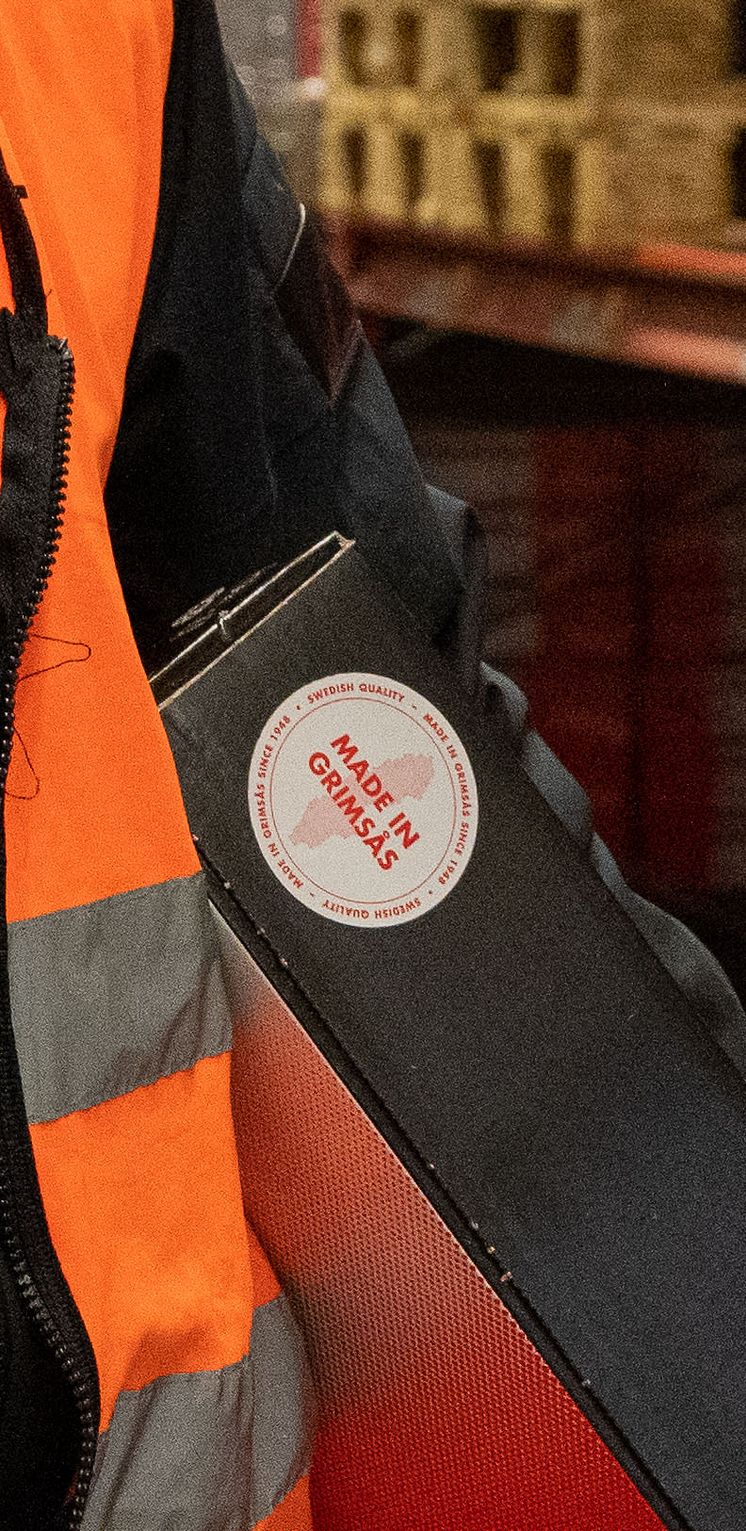 SWEDISH QUALITY – MADE IN GRIMSÅS SINCE 1948 • SWEDISH QUALITY – MADE IN GRIMSÅS SINCE 1948 •
MADE IN
GRIMSÅS